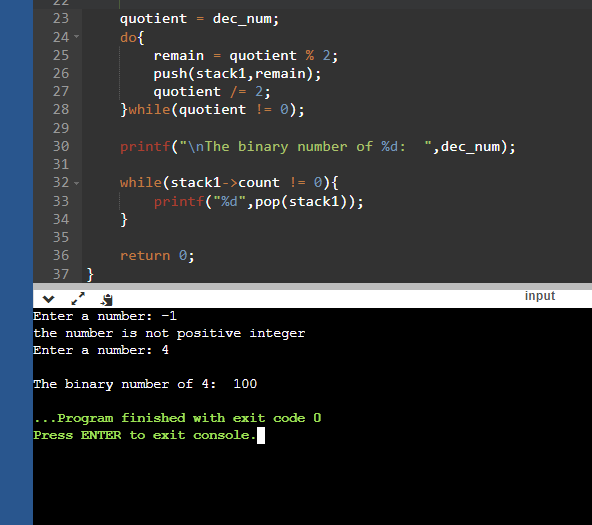 22
23 quotient = dec_num;
24 do{
25 remain = quotient % 2;
26 push(stack1,remain);
27 quotient /= 2;
28 }while(quotient != 0);
29
30 printf("\nThe binary number of %d:  ",dec_num);
31
32 while(stack1->count != 0){
33 printf("%d",pop(stack1));
34 }
35
36 return 0;
37 }
input
Enter a number: -1
the number is not positive integer
Enter a number: 4
The binary number of 4:  100
...Program finished with exit code 0
Press ENTER to exit console.